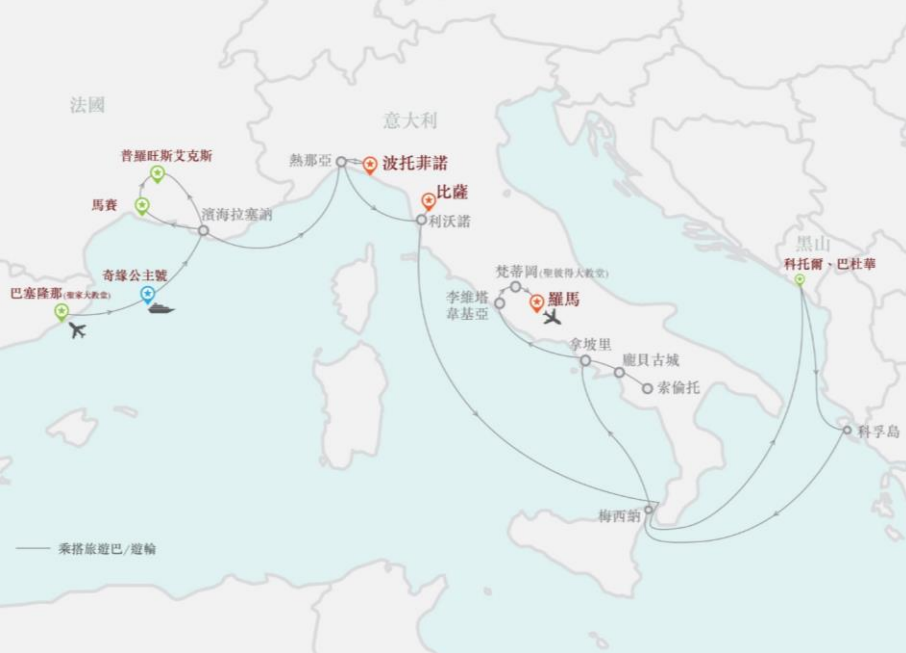 法國
意大利
普羅旺斯艾克斯
熱那亞
波托菲諾
馬賽
比薩
濱海拉塞訥
利沃諾
黑山
科托爾、巴杜華
奇緣公主號
梵蒂岡(聖彼得大教堂)
巴塞隆那(聖家大教堂)
李維塔
韋基亞
羅馬
拿坡里
龐貝古城
索倫托
科孚島
梅西納
乘搭旅遊巴/遊輪